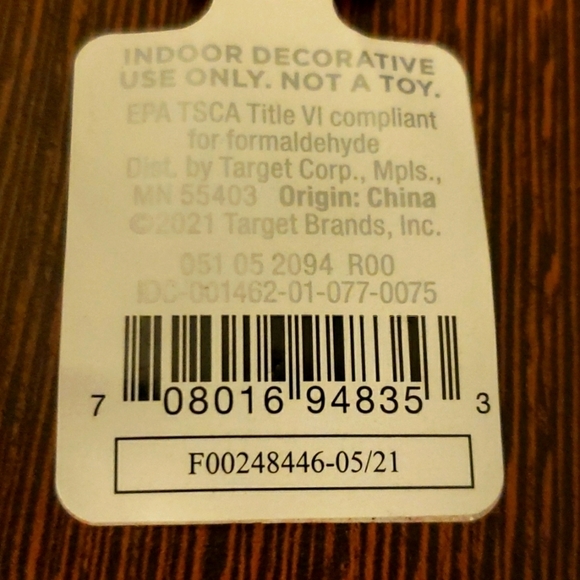 INDOOR DECORATIVE
USE ONLY. NOT A TOY.
EPA TSCA Title VI compliant
for formaldehyde
Dist. by Target Corp., Mpls.,
MN 55403 Origin: China
©2021 Target Brands, Inc.
051 05 2094 R00
IDC-001462-01-077-0075
7 08016 94835 3
F00248446-05/21